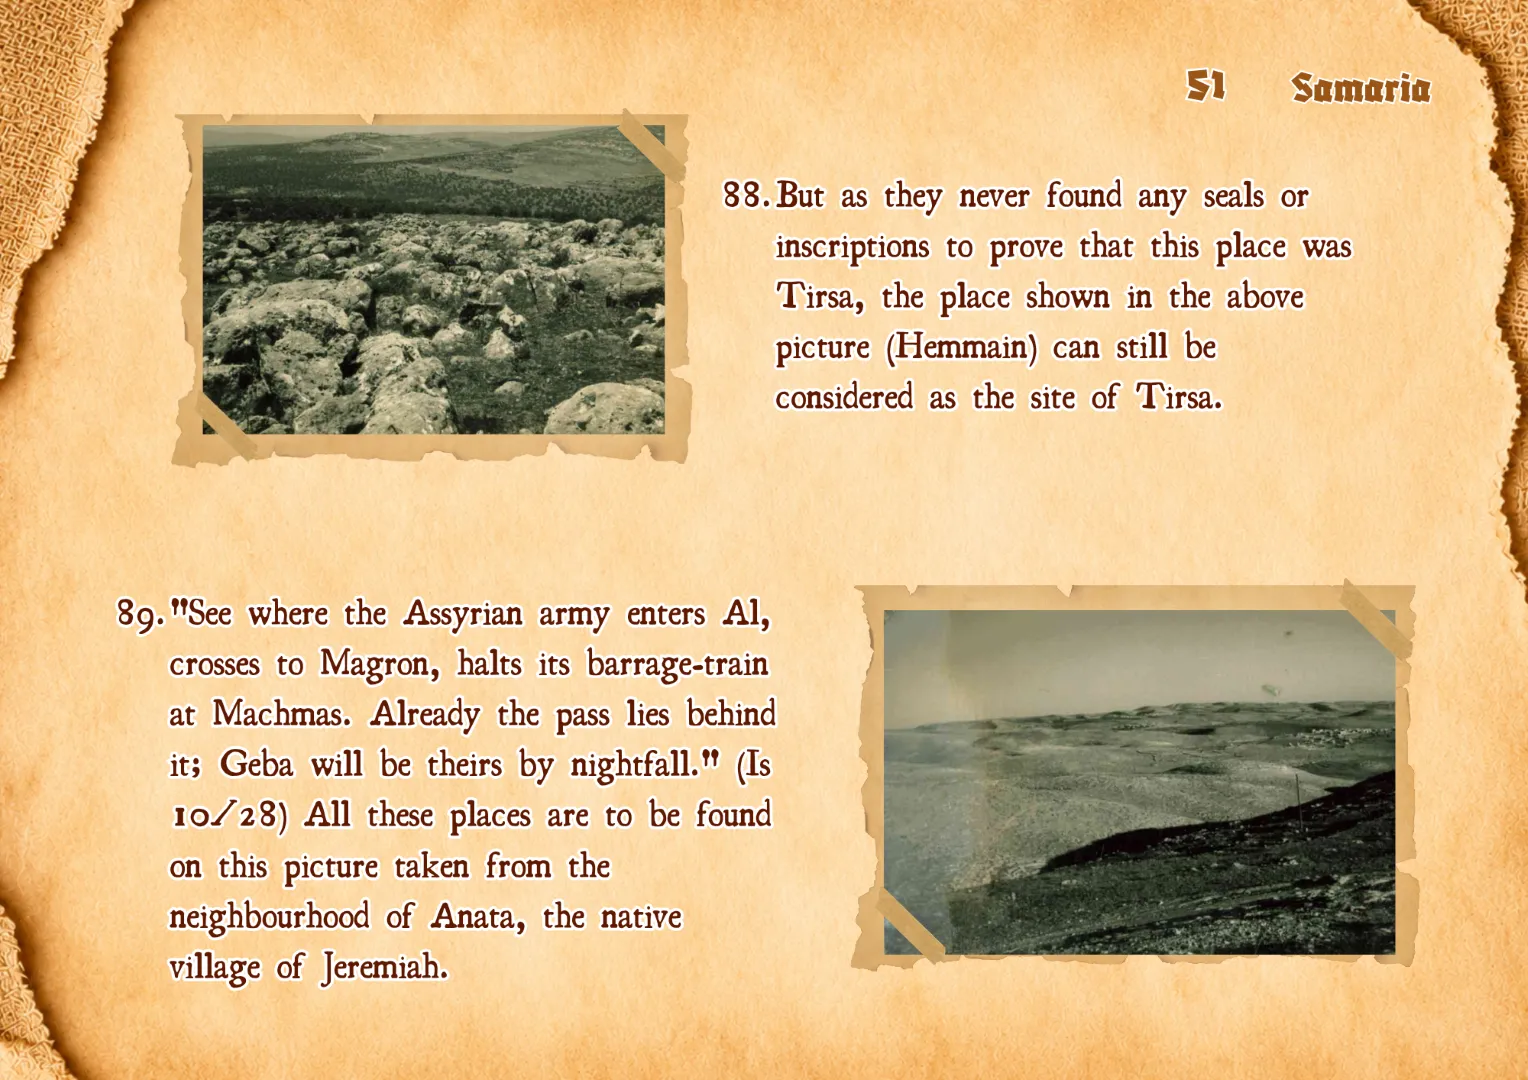 51 Samaria
88. But as they never found any seals or
inscriptions to prove that this place was
Tirsa, the place shown in the above
picture (Hemmain) can still be
considered as the site of Tirsa.
89. "See where the Assyrian army enters Al,
crosses to Magron, halts its barrage-train
at Machmas. Already the pass lies behind
it; Geba will be theirs by nightfall." (Is
10/28) All these places are to be found
on this picture taken from the
neighbourhood of Anata, the native
village of Jeremiah.